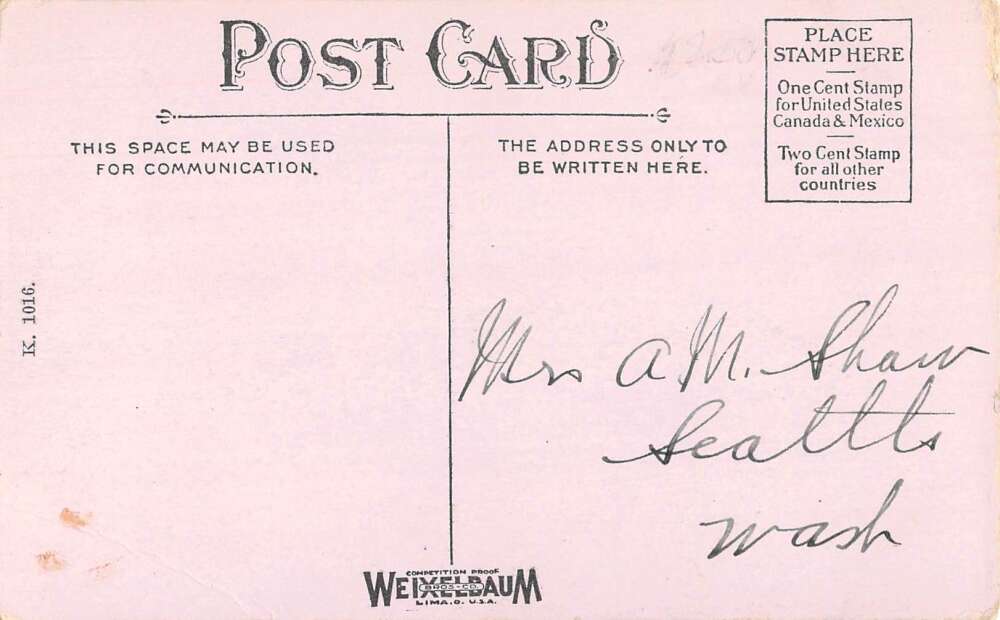 POST CARD
PLACE
STAMP HERE
One Cent Stamp
for United States
Canada & Mexico
Two Cent Stamp
for all other
countries
THIS SPACE MAY BE USED
FOR COMMUNICATION.
THE ADDRESS ONLY TO
BE WRITTEN HERE.
K. 1016.
Mrs A. M. Shaw
Seattle
Wash
COMPETITION PROOF
WEIXELBAUM
BROS. CO.
LIMA. O. U.S.A.